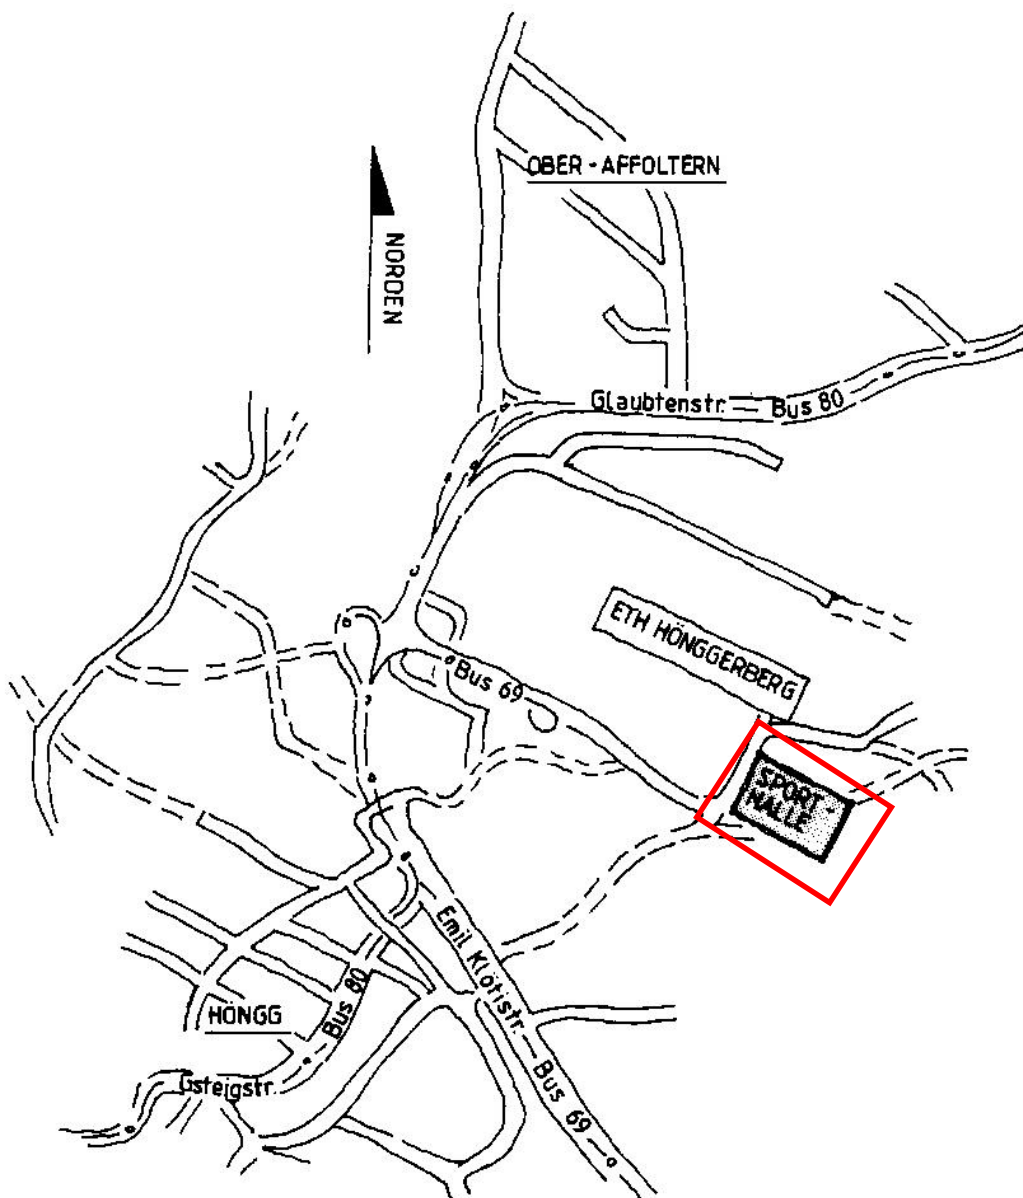 OBER - AFFOLTERN
NORDEN
Glaubtenstr. — Bus 80
ETH HÖNGGERBERG
Bus 69
SPORT -
HALLE
Emil Klötistr. — Bus 69
Bus 80
HÖNGG
Gsteigstr.